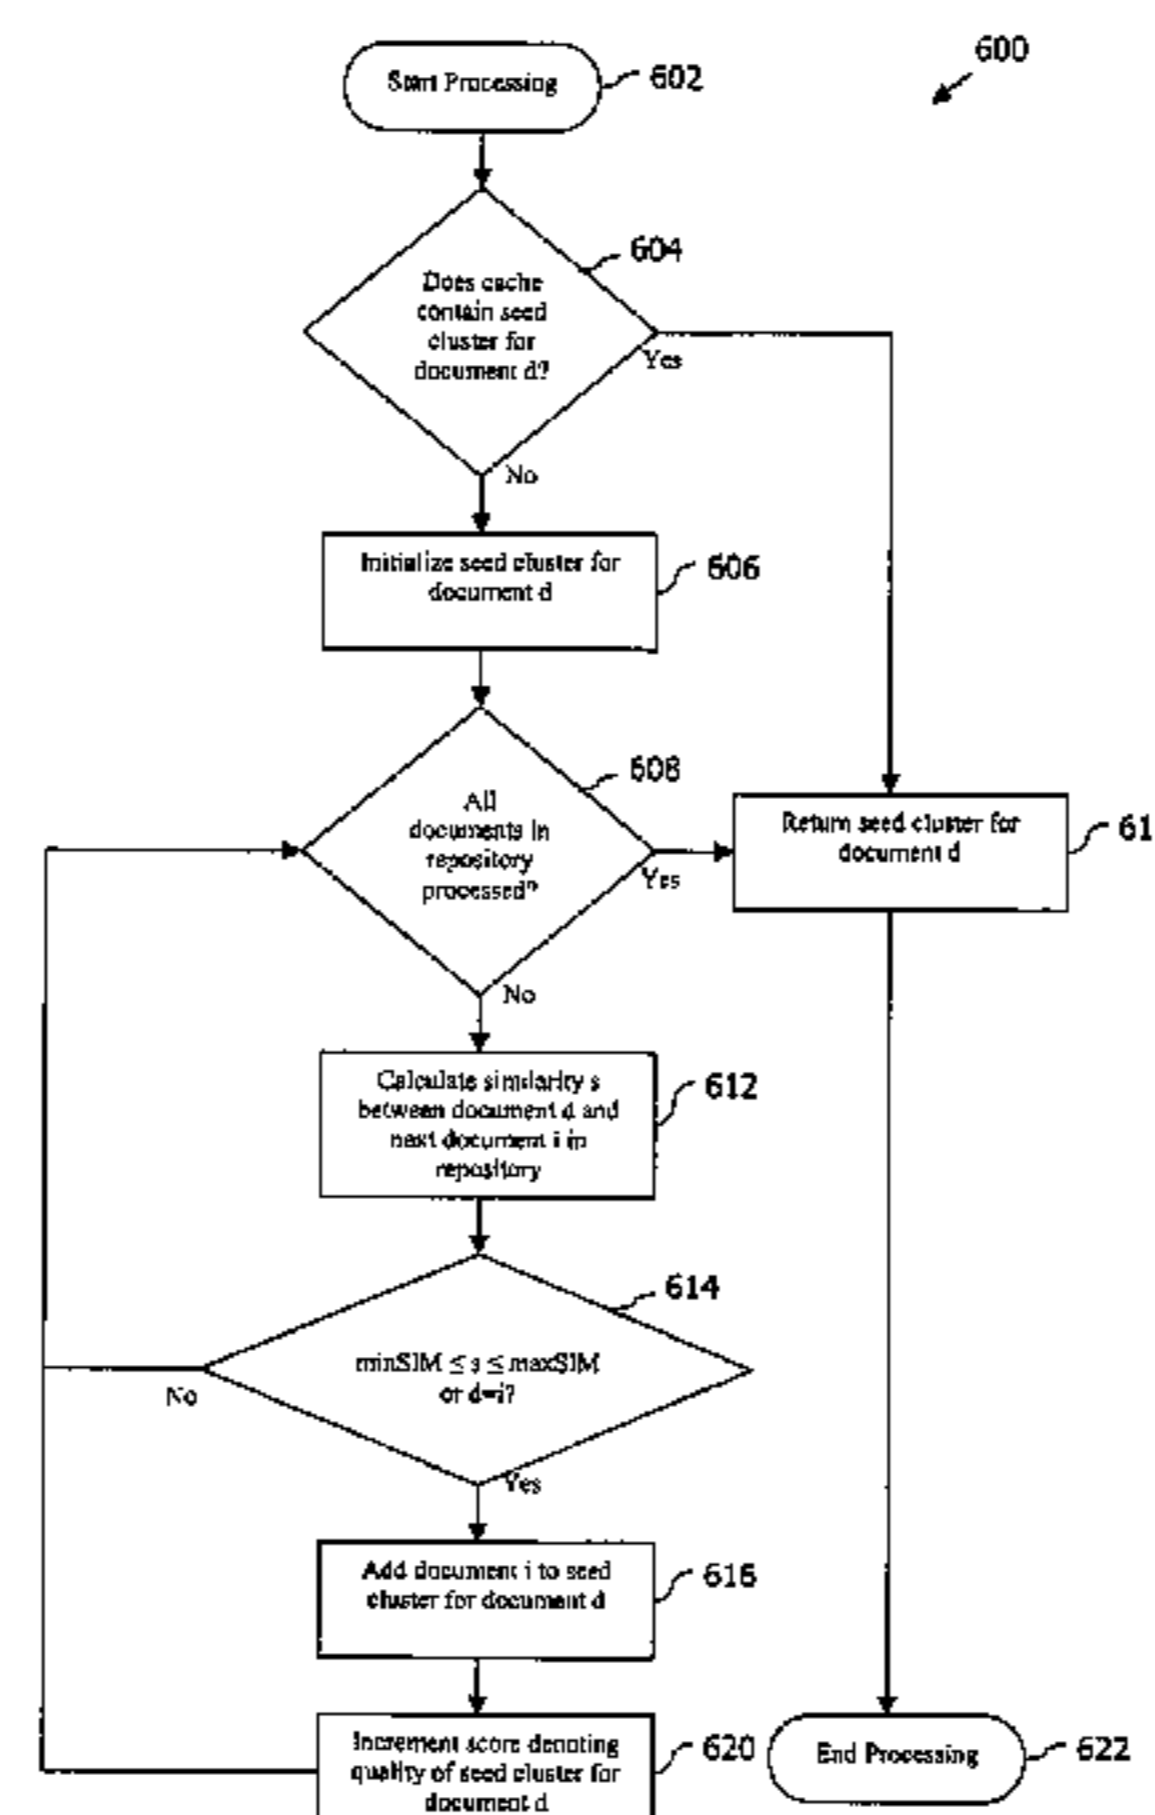 600
Start Processing
602
604
Does cache
contain seed
cluster for
document d?
Yes
No
Initialize seed cluster for
document d
606
608
All
documents in
repository
processed?
Yes
Return seed cluster for
document d
61
No
Calculate similarity s
between document d and
next document i in
repository
612
614
minSIM ≤ s ≤ maxSIM
or d=i?
No
Yes
Add document i to seed
cluster for document d
616
Increment score denoting
quality of seed cluster for
document d
620
End Processing
622